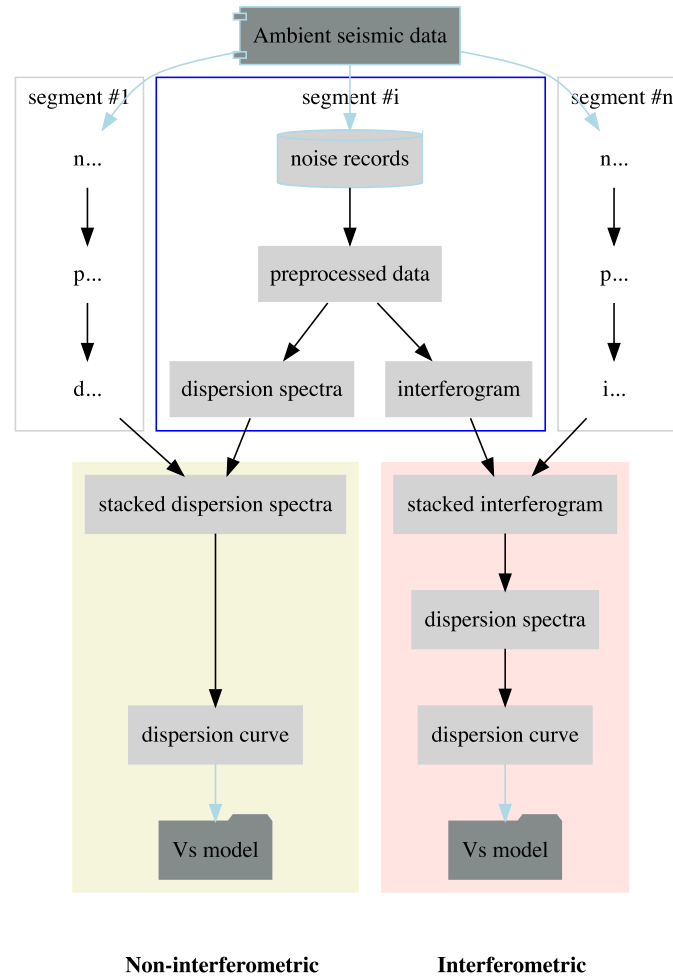 Ambient seismic data
segment #1
segment #i
segment #n
n...
noise records
n...
p...
preprocessed data
p...
d...
dispersion spectra
interferogram
i...
stacked dispersion spectra
stacked interferogram
dispersion spectra
dispersion curve
dispersion curve
Vs model
Vs model
Non-interferometric
Interferometric